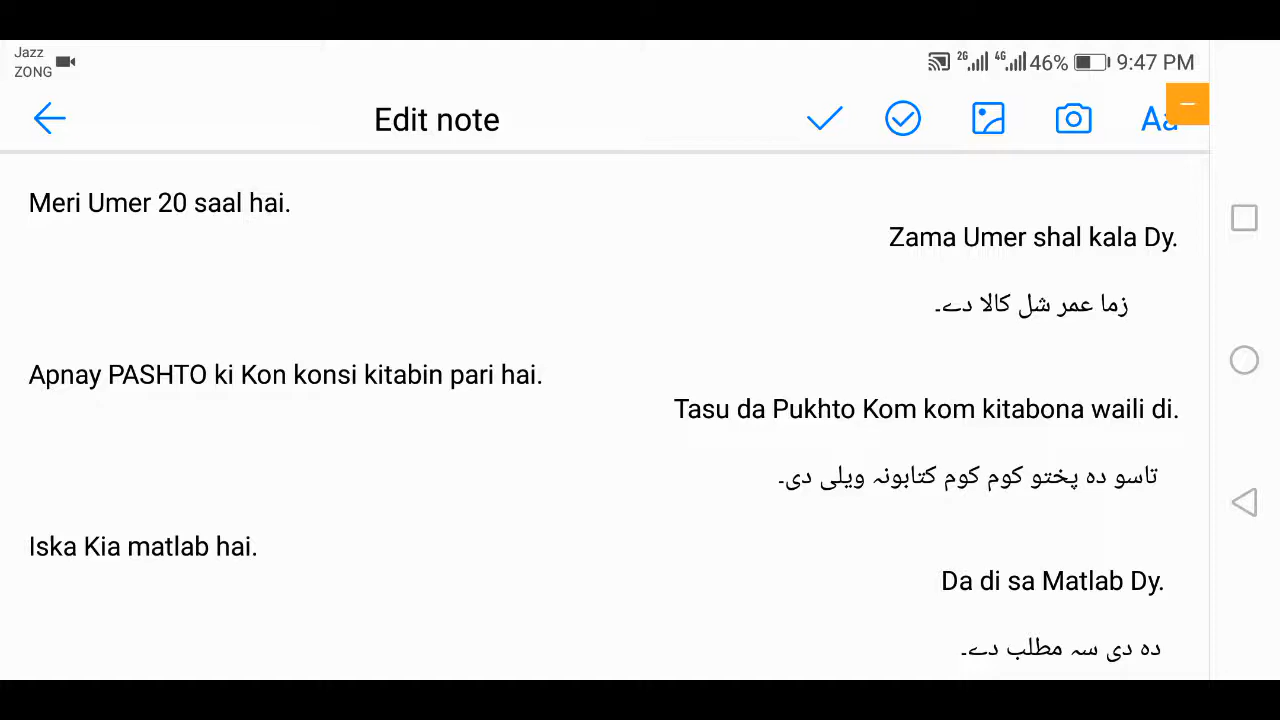 Jazz
ZONG
2G 4G 46% 9:47 PM
Edit note
Aa
Meri Umer 20 saal hai.
Zama Umer shal kala Dy.
زما عمر شل کالا دے۔
Apnay PASHTO ki Kon konsi kitabin pari hai.
Tasu da Pukhto Kom kom kitabona waili di.
تاسو دہ پختو کوم کوم کتابونہ ویلی دی۔
Iska Kia matlab hai.
Da di sa Matlab Dy.
دہ دی سہ مطلب دے۔